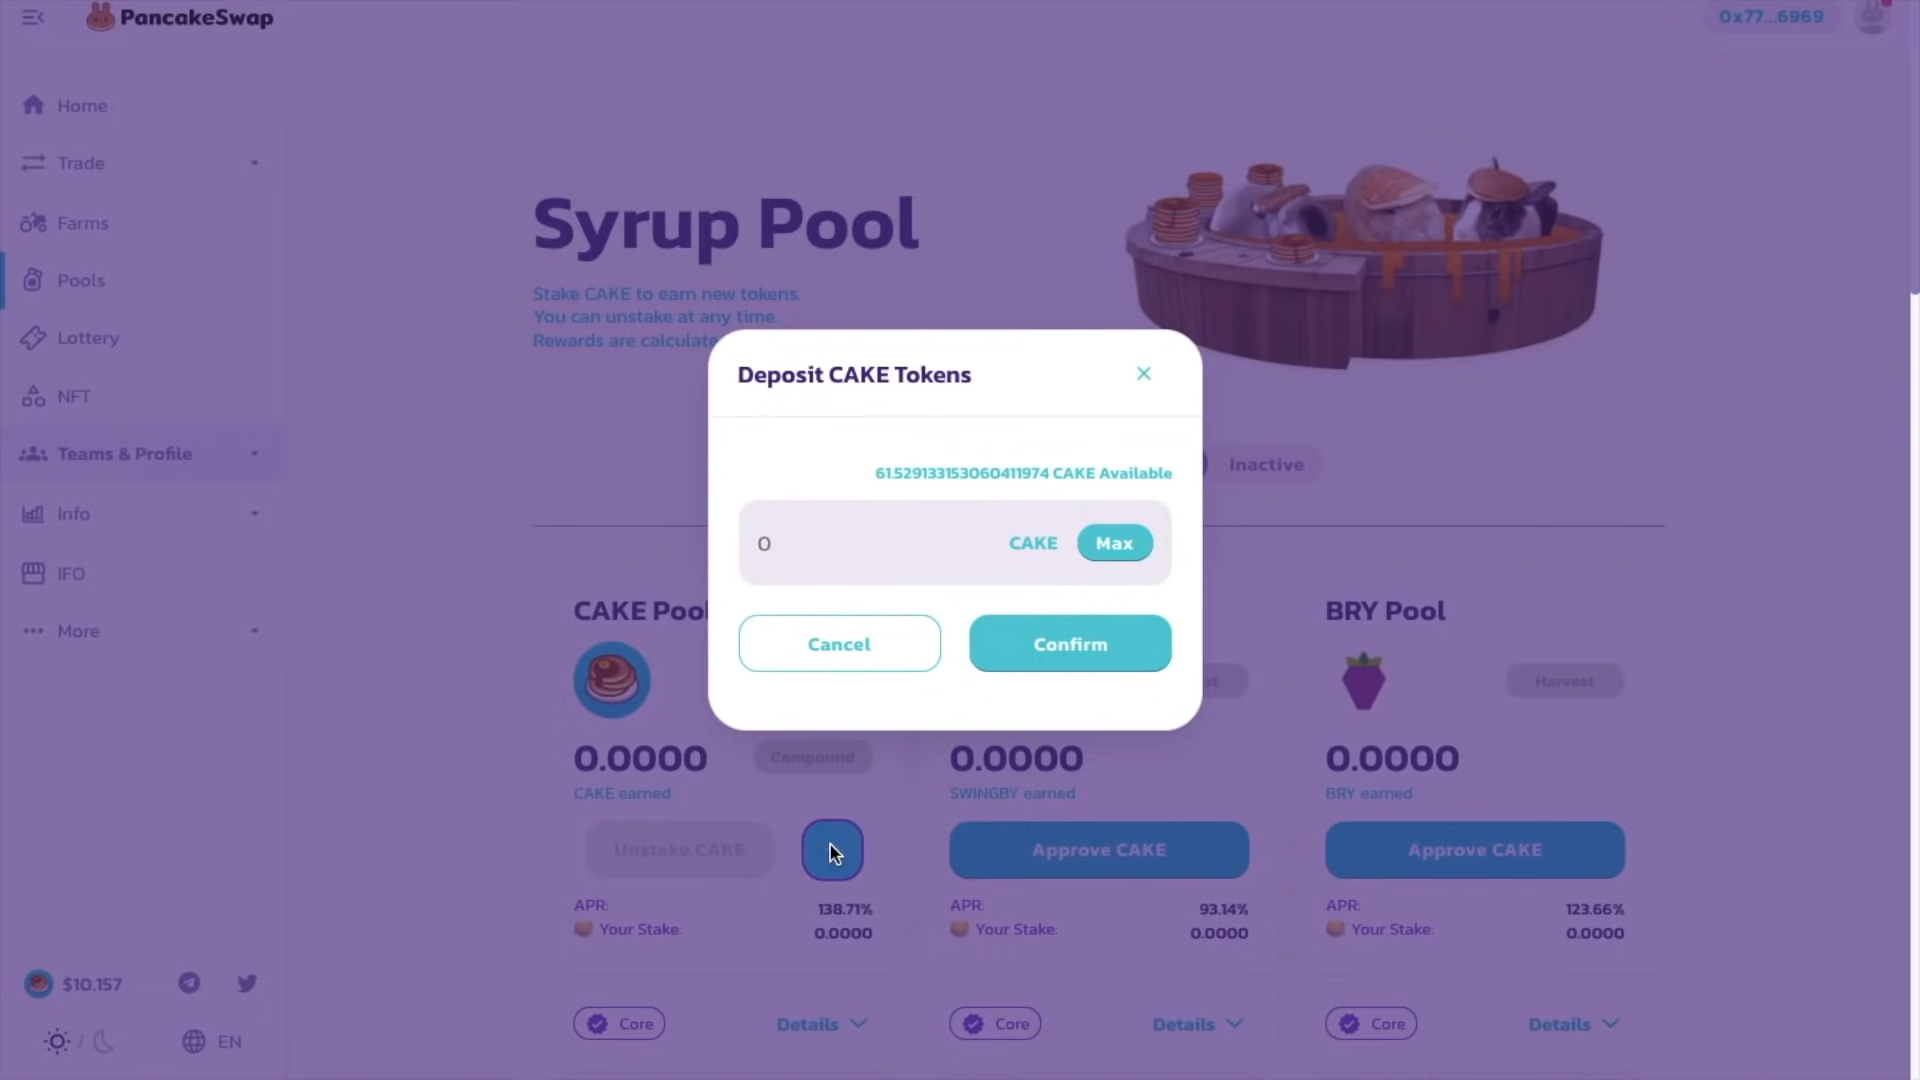 PancakeSwap
0x77...6969
Home
Trade
Farms
Pools
Lottery
NFT
Teams & Profile
Info
IFO
More
$10.157
EN
Syrup Pool
Stake CAKE to earn new tokens.
You can unstake at any time.
Rewards are calculate
Inactive
Deposit CAKE Tokens
61.529133153060411974 CAKE Available
0 CAKE Max
Cancel Confirm
CAKE Pool
0.0000 Compound
CAKE earned
Unstake CAKE
APR: 138.71%
Your Stake: 0.0000
Core Details
0.0000
SWINGBY earned
Approve CAKE
APR: 93.14%
Your Stake: 0.0000
Core Details
BRY Pool
Harvest
0.0000
BRY earned
Approve CAKE
APR: 123.66%
Your Stake: 0.0000
Core Details